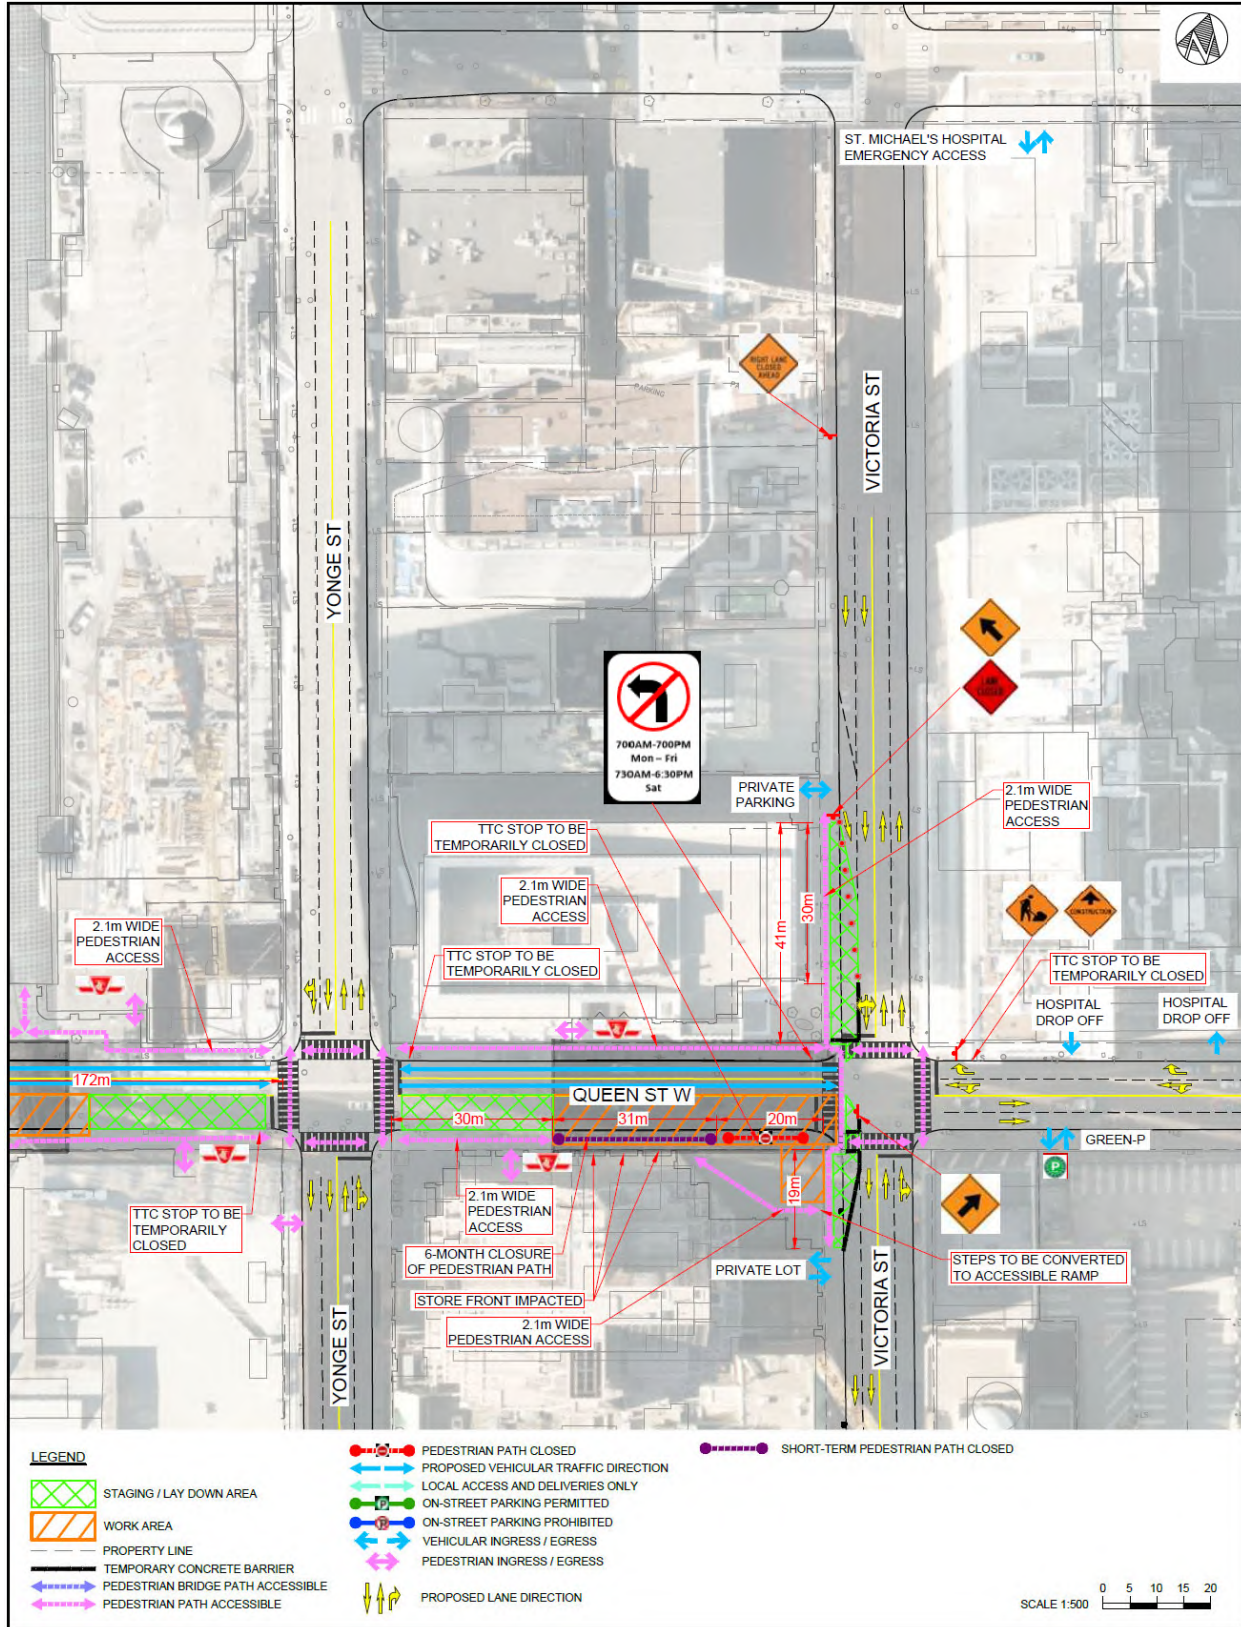 ST. MICHAEL'S HOSPITAL
EMERGENCY ACCESS
RIGHT LANE
CLOSED
AHEAD
PARKING
VICTORIA ST
YONGE ST
LANE
CLOSED
700AM-700PM
Mon – Fri
730AM-6:30PM
Sat
PRIVATE
PARKING
2.1m WIDE
PEDESTRIAN
ACCESS
TTC STOP TO BE
TEMPORARILY CLOSED
2.1m WIDE
PEDESTRIAN
ACCESS
30m
41m
CONSTRUCTION
2.1m WIDE
PEDESTRIAN
ACCESS
TTC STOP TO BE
TEMPORARILY CLOSED
TTC STOP TO BE
TEMPORARILY CLOSED
HOSPITAL
DROP OFF
HOSPITAL
DROP OFF
172m
QUEEN ST W
30m
31m
20m
GREEN-P
P
19m
2.1m WIDE
PEDESTRIAN
ACCESS
TTC STOP TO BE
TEMPORARILY
CLOSED
6-MONTH CLOSURE
OF PEDESTRIAN PATH
PRIVATE LOT
STEPS TO BE CONVERTED
TO ACCESSIBLE RAMP
STORE FRONT IMPACTED
2.1m WIDE
PEDESTRIAN ACCESS
YONGE ST
VICTORIA ST
LEGEND
STAGING / LAY DOWN AREA
WORK AREA
PROPERTY LINE
TEMPORARY CONCRETE BARRIER
PEDESTRIAN BRIDGE PATH ACCESSIBLE
PEDESTRIAN PATH ACCESSIBLE
PEDESTRIAN PATH CLOSED
PROPOSED VEHICULAR TRAFFIC DIRECTION
LOCAL ACCESS AND DELIVERIES ONLY
P
ON-STREET PARKING PERMITTED
P
ON-STREET PARKING PROHIBITED
VEHICULAR INGRESS / EGRESS
PEDESTRIAN INGRESS / EGRESS
PROPOSED LANE DIRECTION
SHORT-TERM PEDESTRIAN PATH CLOSED
SCALE 1:500
0 5 10 15 20